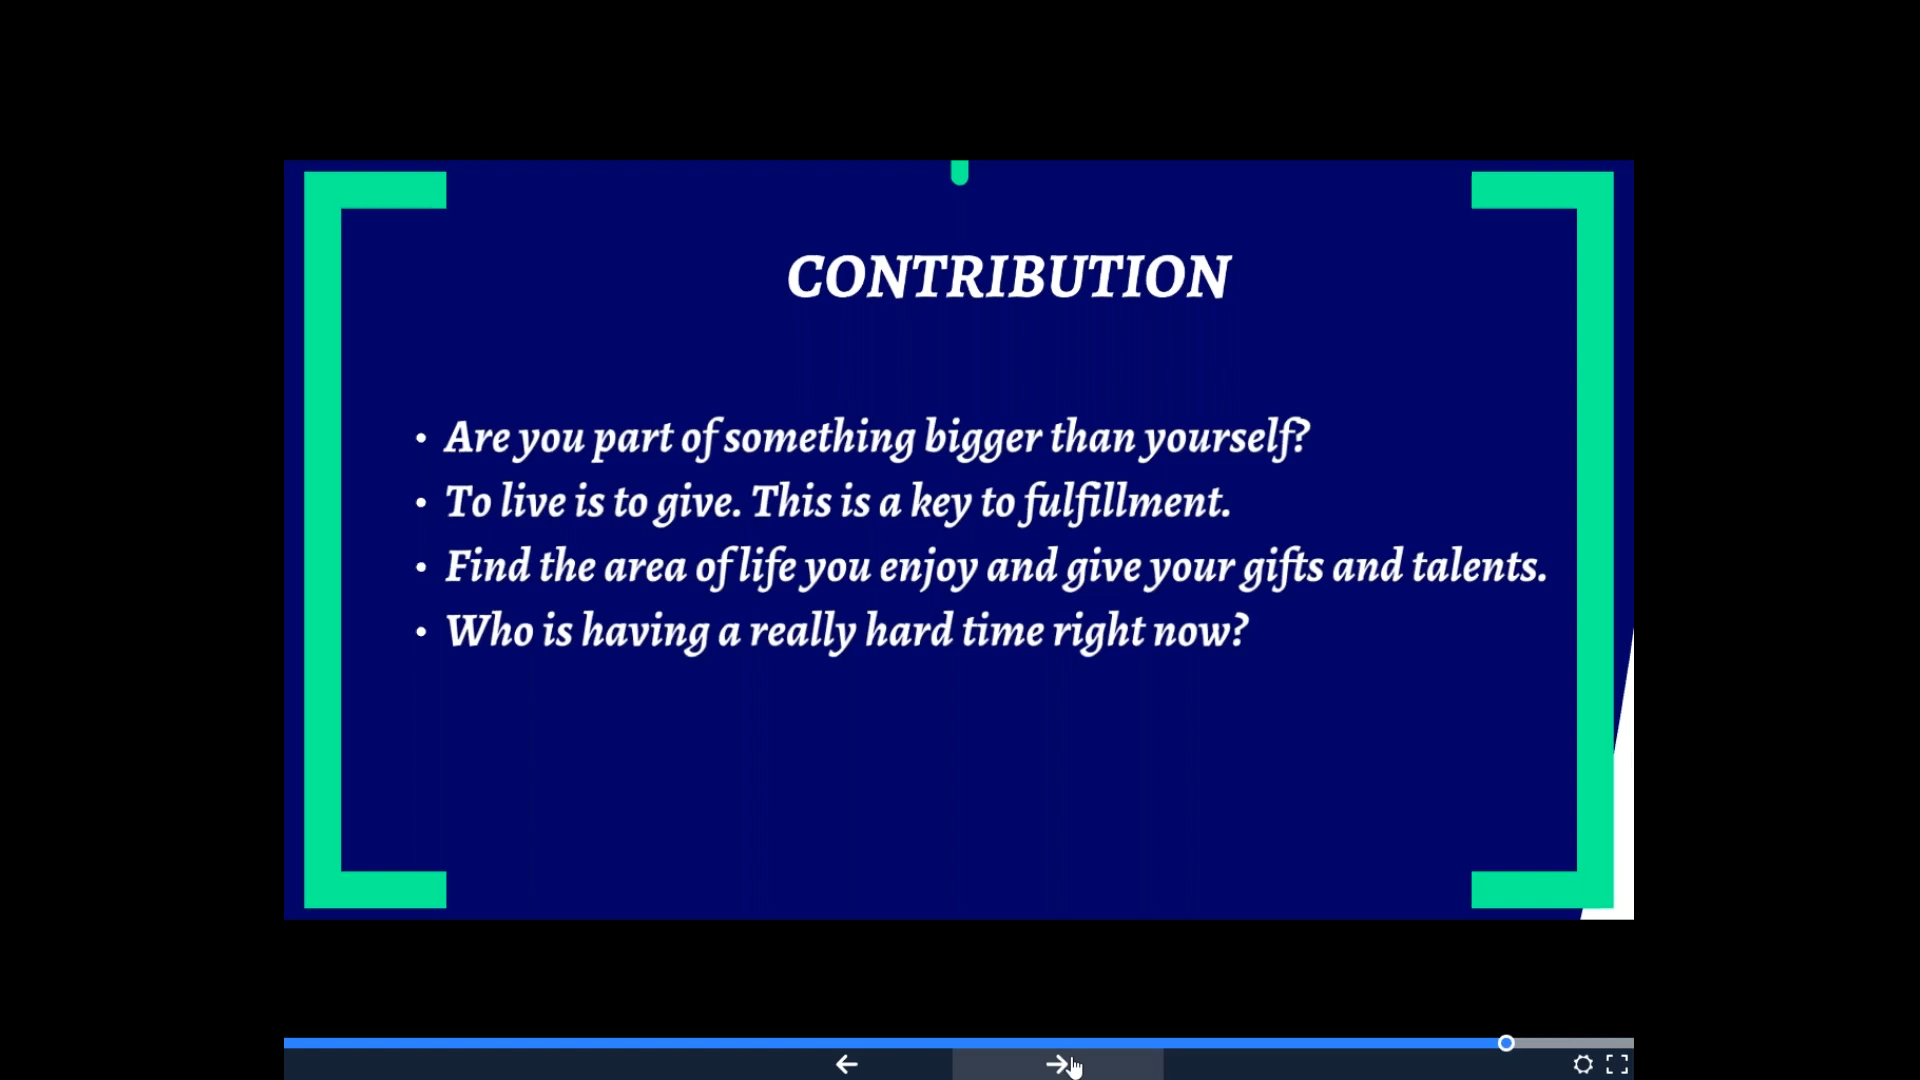 CONTRIBUTION
• Are you part of something bigger than yourself?
• To live is to give. This is a key to fulfillment.
• Find the area of life you enjoy and give your gifts and talents.
• Who is having a really hard time right now?